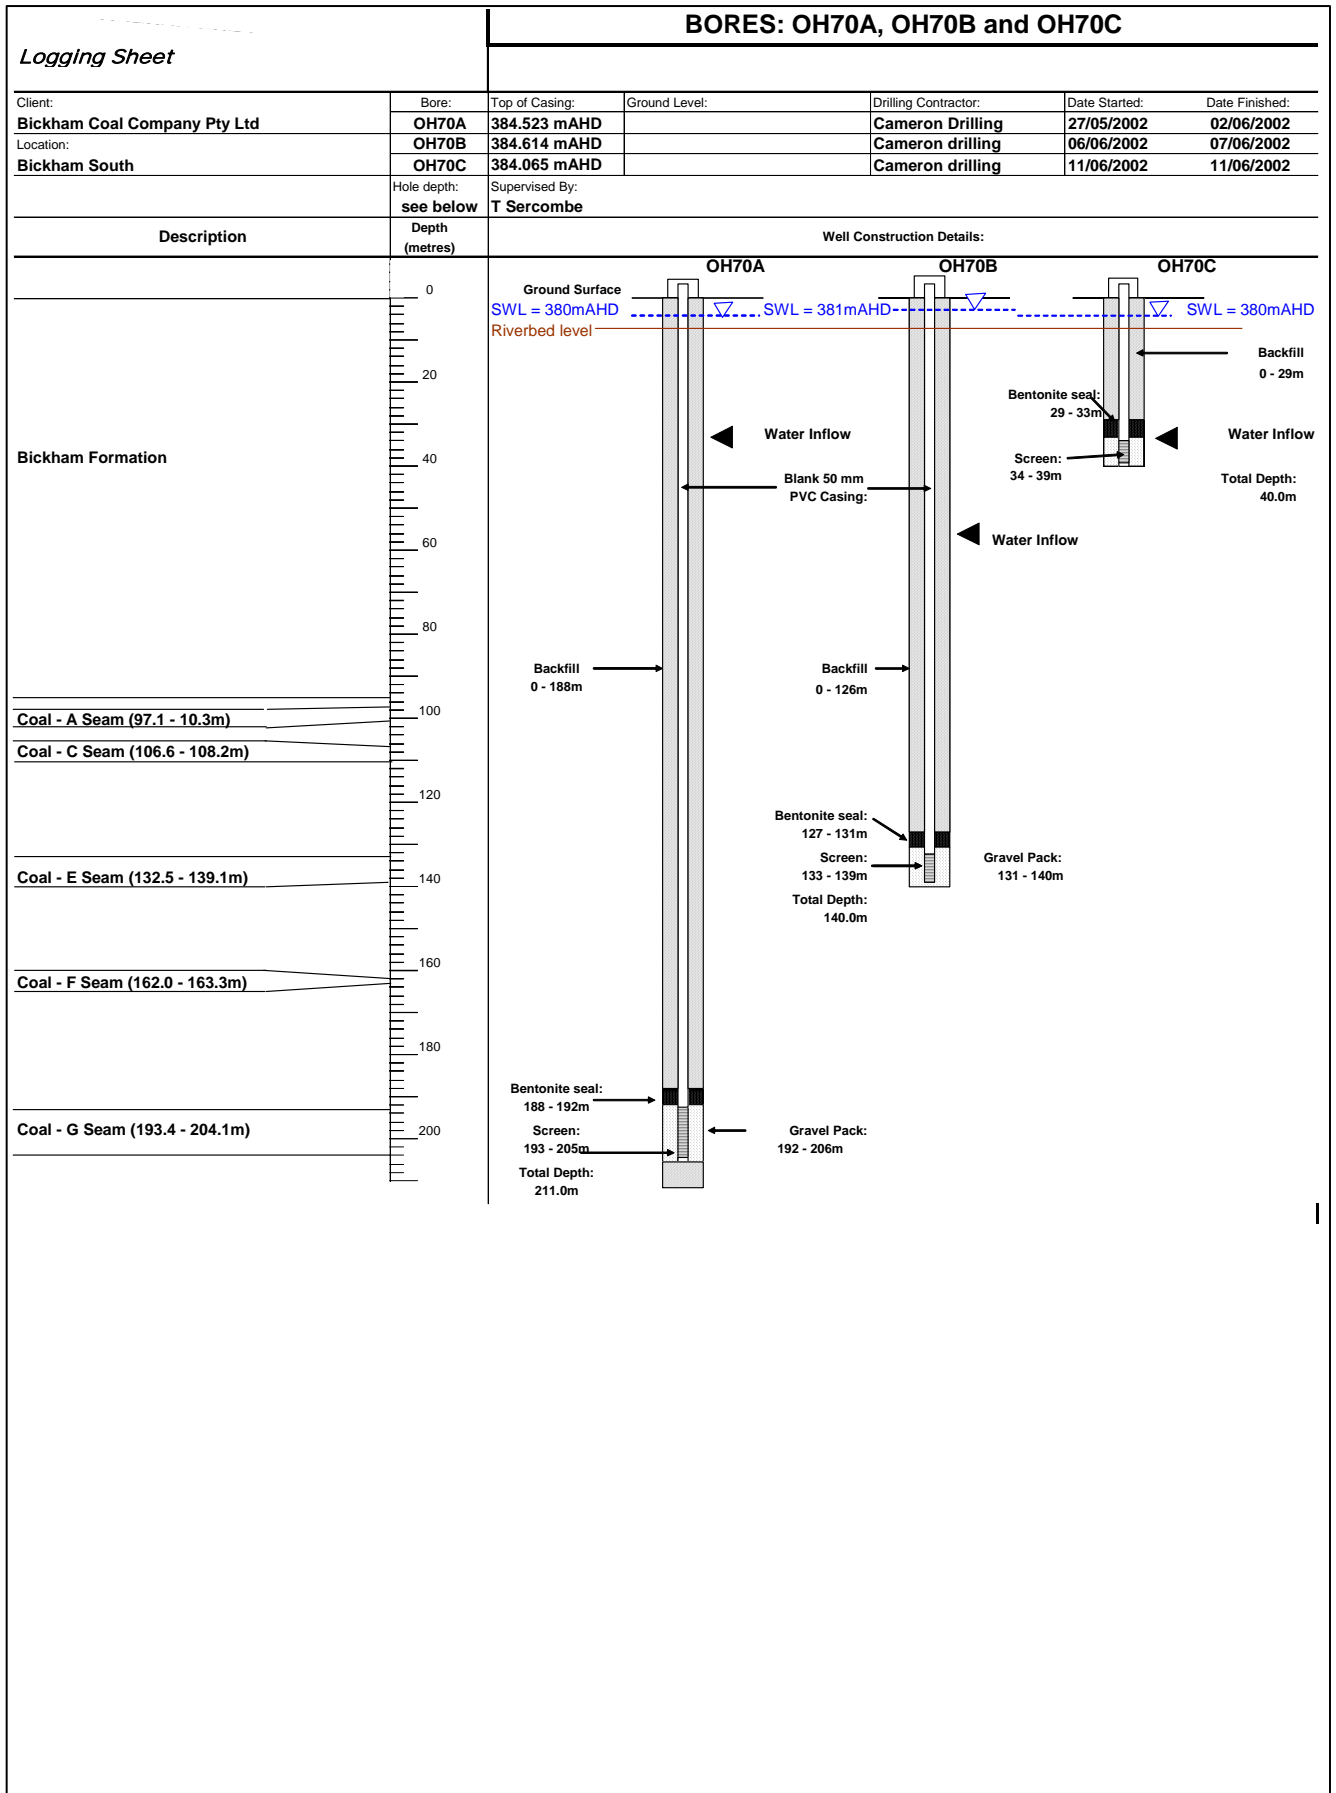 BORES: OH70A, OH70B and OH70C
Logging Sheet
Client: Bore: Top of Casing: Ground Level: Drilling Contractor: Date Started: Date Finished:
Bickham Coal Company Pty Ltd OH70A 384.523 mAHD Cameron Drilling 27/05/2002 02/06/2002
Location: OH70B 384.614 mAHD Cameron drilling 06/06/2002 07/06/2002
Bickham South OH70C 384.065 mAHD Cameron drilling 11/06/2002 11/06/2002
Hole depth: Supervised By:
see below T Sercombe
Description Depth Well Construction Details:
(metres)
OH70A OH70B OH70C
0 Ground Surface
SWL = 380mAHD SWL = 381mAHD SWL = 380mAHD
Riverbed level
Backfill
20 0 - 29m
Bentonite seal:
29 - 33m
Water Inflow Water Inflow
Bickham Formation 40 Screen:
34 - 39m
Blank 50 mm Total Depth:
PVC Casing: 40.0m
60 Water Inflow
80
Backfill Backfill
0 - 188m 0 - 126m
100
Coal - A Seam (97.1 - 10.3m)
Coal - C Seam (106.6 - 108.2m)
120
Bentonite seal:
127 - 131m
Screen: Gravel Pack:
Coal - E Seam (132.5 - 139.1m) 140 133 - 139m 131 - 140m
Total Depth:
140.0m
160
Coal - F Seam (162.0 - 163.3m)
180
Bentonite seal:
188 - 192m
Coal - G Seam (193.4 - 204.1m) 200 Screen: Gravel Pack:
193 - 205m 192 - 206m
Total Depth:
211.0m